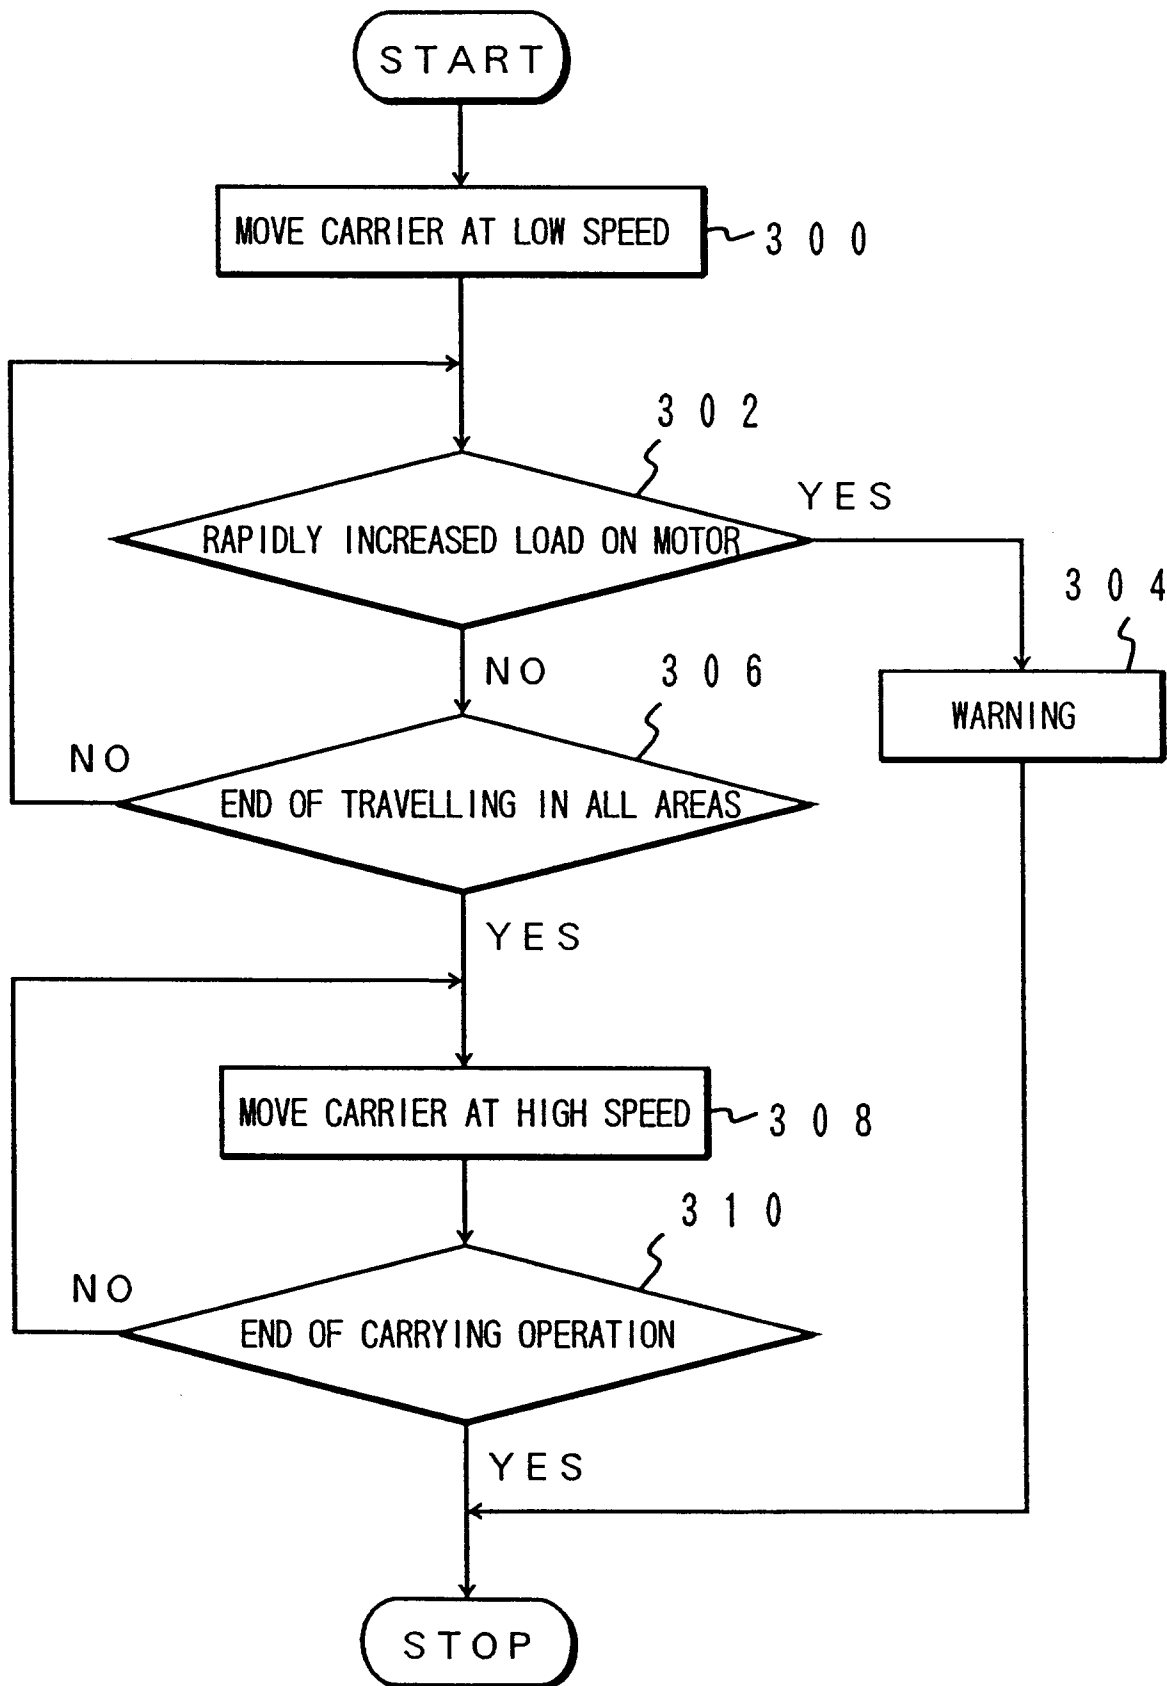 START
MOVE CARRIER AT LOW SPEED
300
302
YES
RAPIDLY INCREASED LOAD ON MOTOR
304
NO
306
WARNING
NO
END OF TRAVELLING IN ALL AREAS
YES
MOVE CARRIER AT HIGH SPEED
308
310
NO
END OF CARRYING OPERATION
YES
STOP